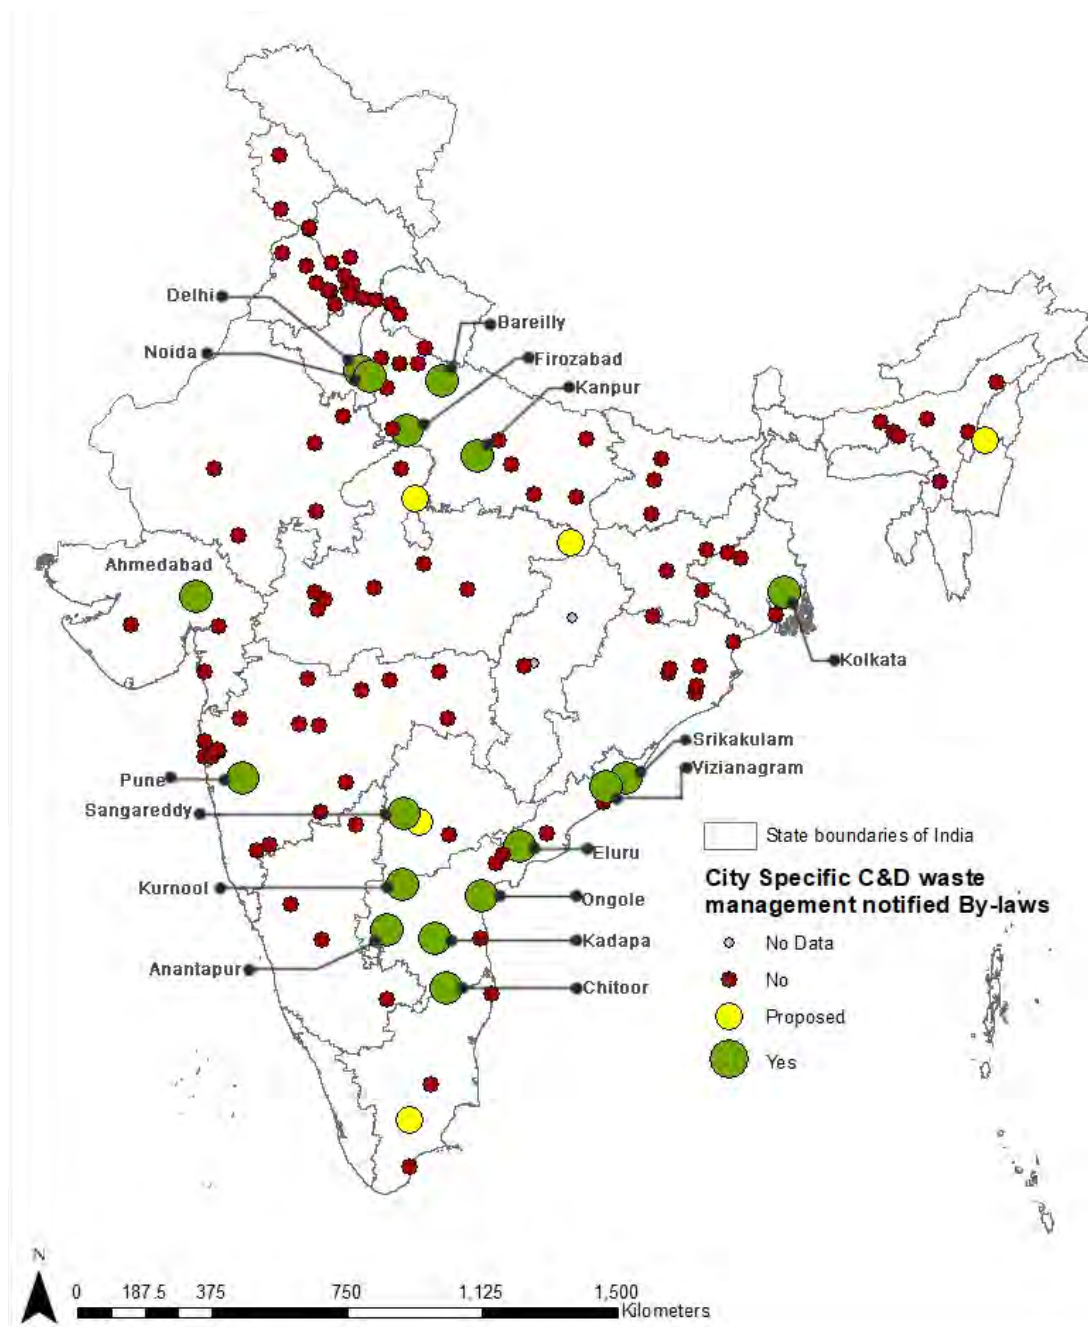 Delhi
Bareilly
Noida
Firozabad
Kanpur
Ahmedabad
Kolkata
Srikakulam
Vizianagram
Pune
Sangareddy
Eluru
Kurnool
Ongole
Kadapa
Anantapur
Chitoor
State boundaries of India
City Specific C&D waste
management notified By-laws
No Data
No
Proposed
Yes
N
0 187.5 375 750 1,125 1,500
Kilometers